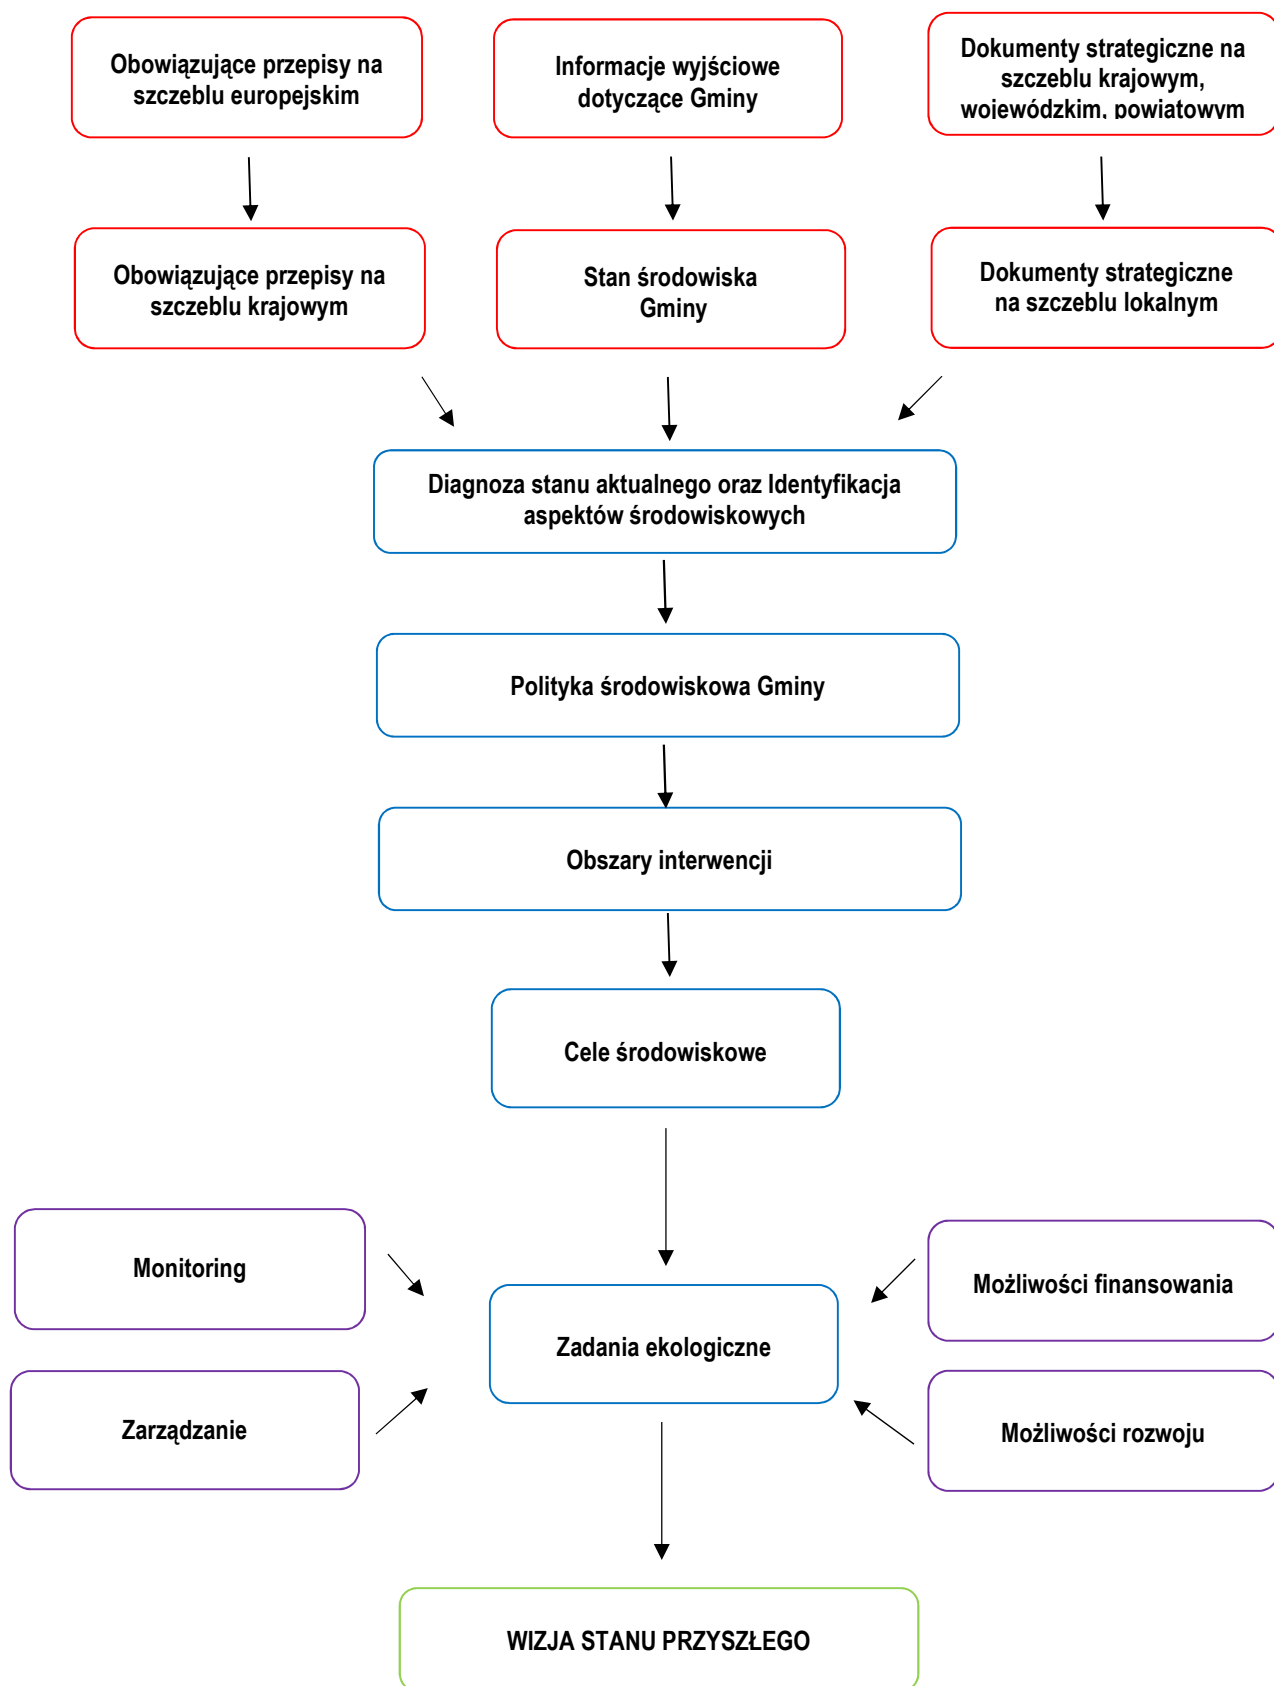 Obowiązujące przepisy na
szczeblu europejskim
Informacje wyjściowe
dotyczące Gminy
Dokumenty strategiczne na
szczeblu krajowym,
wojewódzkim, powiatowym
Obowiązujące przepisy na
szczeblu krajowym
Stan środowiska
Gminy
Dokumenty strategiczne
na szczeblu lokalnym
Diagnoza stanu aktualnego oraz Identyfikacja
aspektów środowiskowych
Polityka środowiskowa Gminy
Obszary interwencji
Cele środowiskowe
Monitoring
Możliwości finansowania
Zadania ekologiczne
Zarządzanie
Możliwości rozwoju
WIZJA STANU PRZYSZŁEGO